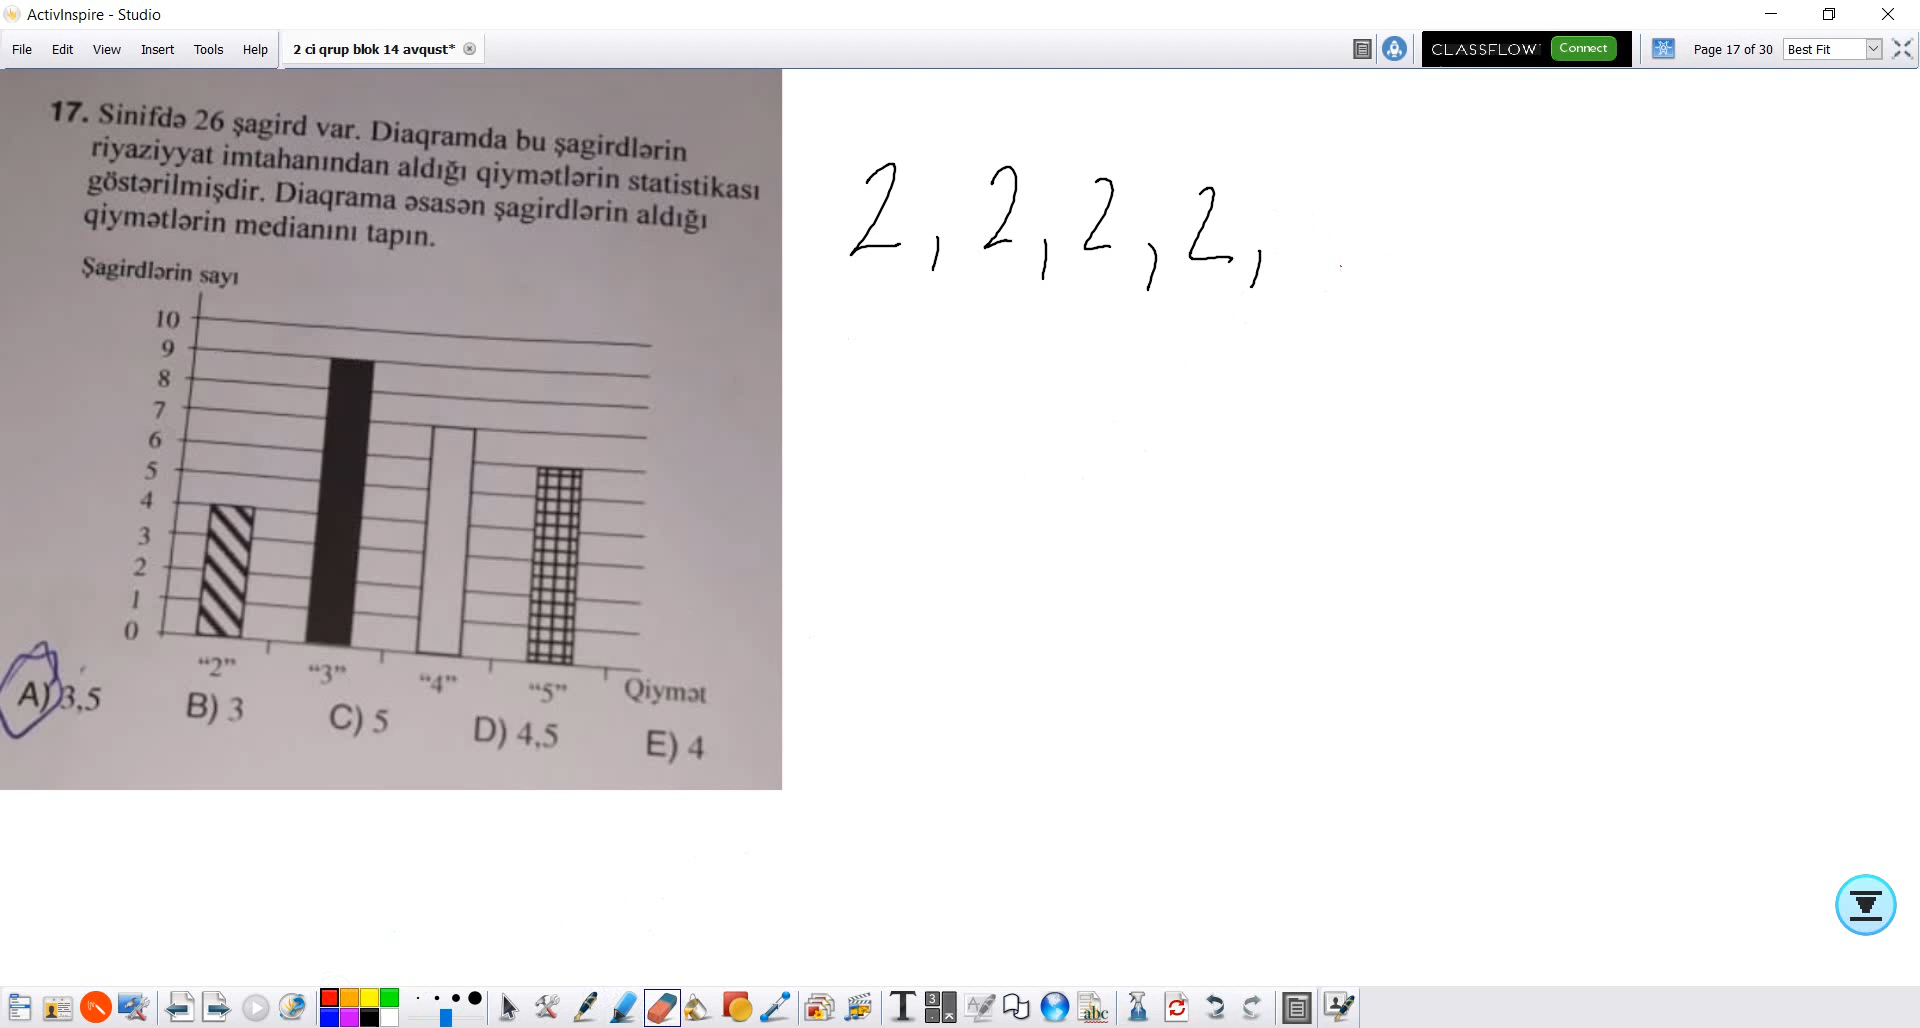 ActivInspire - Studio
File Edit View Insert Tools Help 2 ci qrup blok 14 avqust* CLASSFLOW Connect Page 17 of 30 Best Fit
17. Sinifdə 26 şagird var. Diaqramda bu şagirdlərin
riyaziyyat imtahanından aldığı qiymətlərin statistikası
göstərilmişdir. Diaqrama əsasən şagirdlərin aldığı
qiymətlərin medianını tapın.
2, 2, 2, 2,
Şagirdlərin sayı
10
9
8
7
6
5
4
3
2
1
0
“2” “3” “4” “5” Qiymət
A) 3,5 B) 3 C) 5 D) 4,5 E) 4